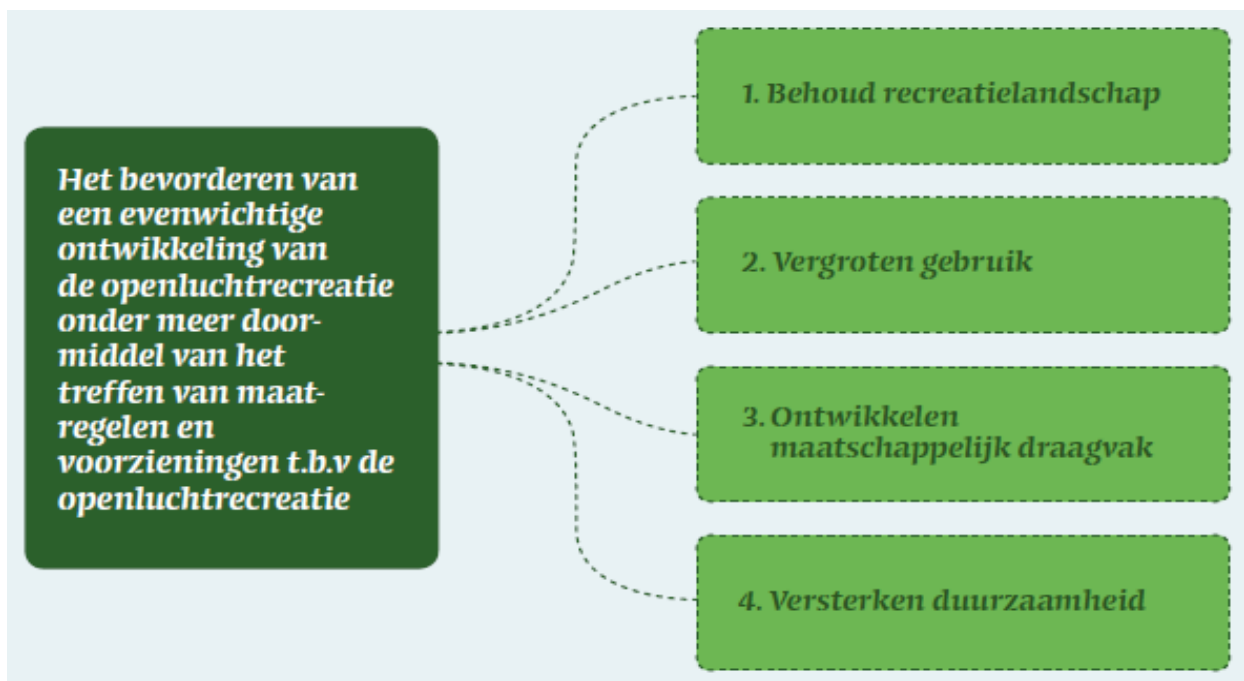 Het bevorderen van
een evenwichtige
ontwikkeling van
de openluchtrecreatie
onder meer door-
middel van het
treffen van maat-
regelen en
voorzieningen t.b.v de
openluchtrecreatie
1. Behoud recreatielandschap
2. Vergroten gebruik
3. Ontwikkelen
maatschappelijk draagvak
4. Versterken duurzaamheid